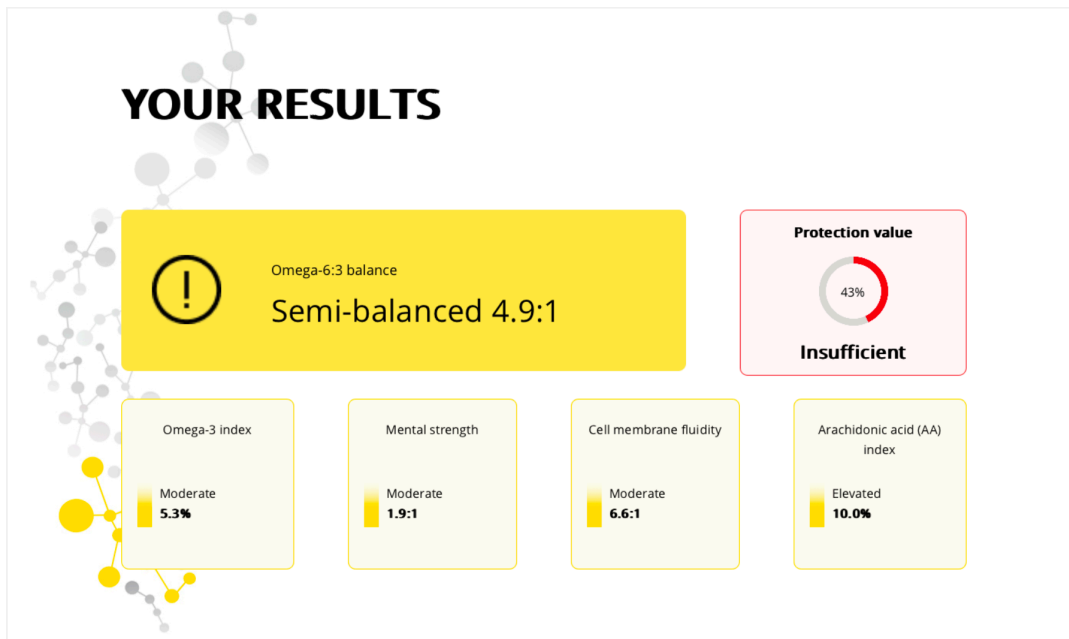 YOUR RESULTS
Omega-6:3 balance
Semi-balanced 4.9:1
Protection value
43%
Insufficient
Omega-3 index
Moderate
5.3%
Mental strength
Moderate
1.9:1
Cell membrane fluidity
Moderate
6.6:1
Arachidonic acid (AA)
index
Elevated
10.0%